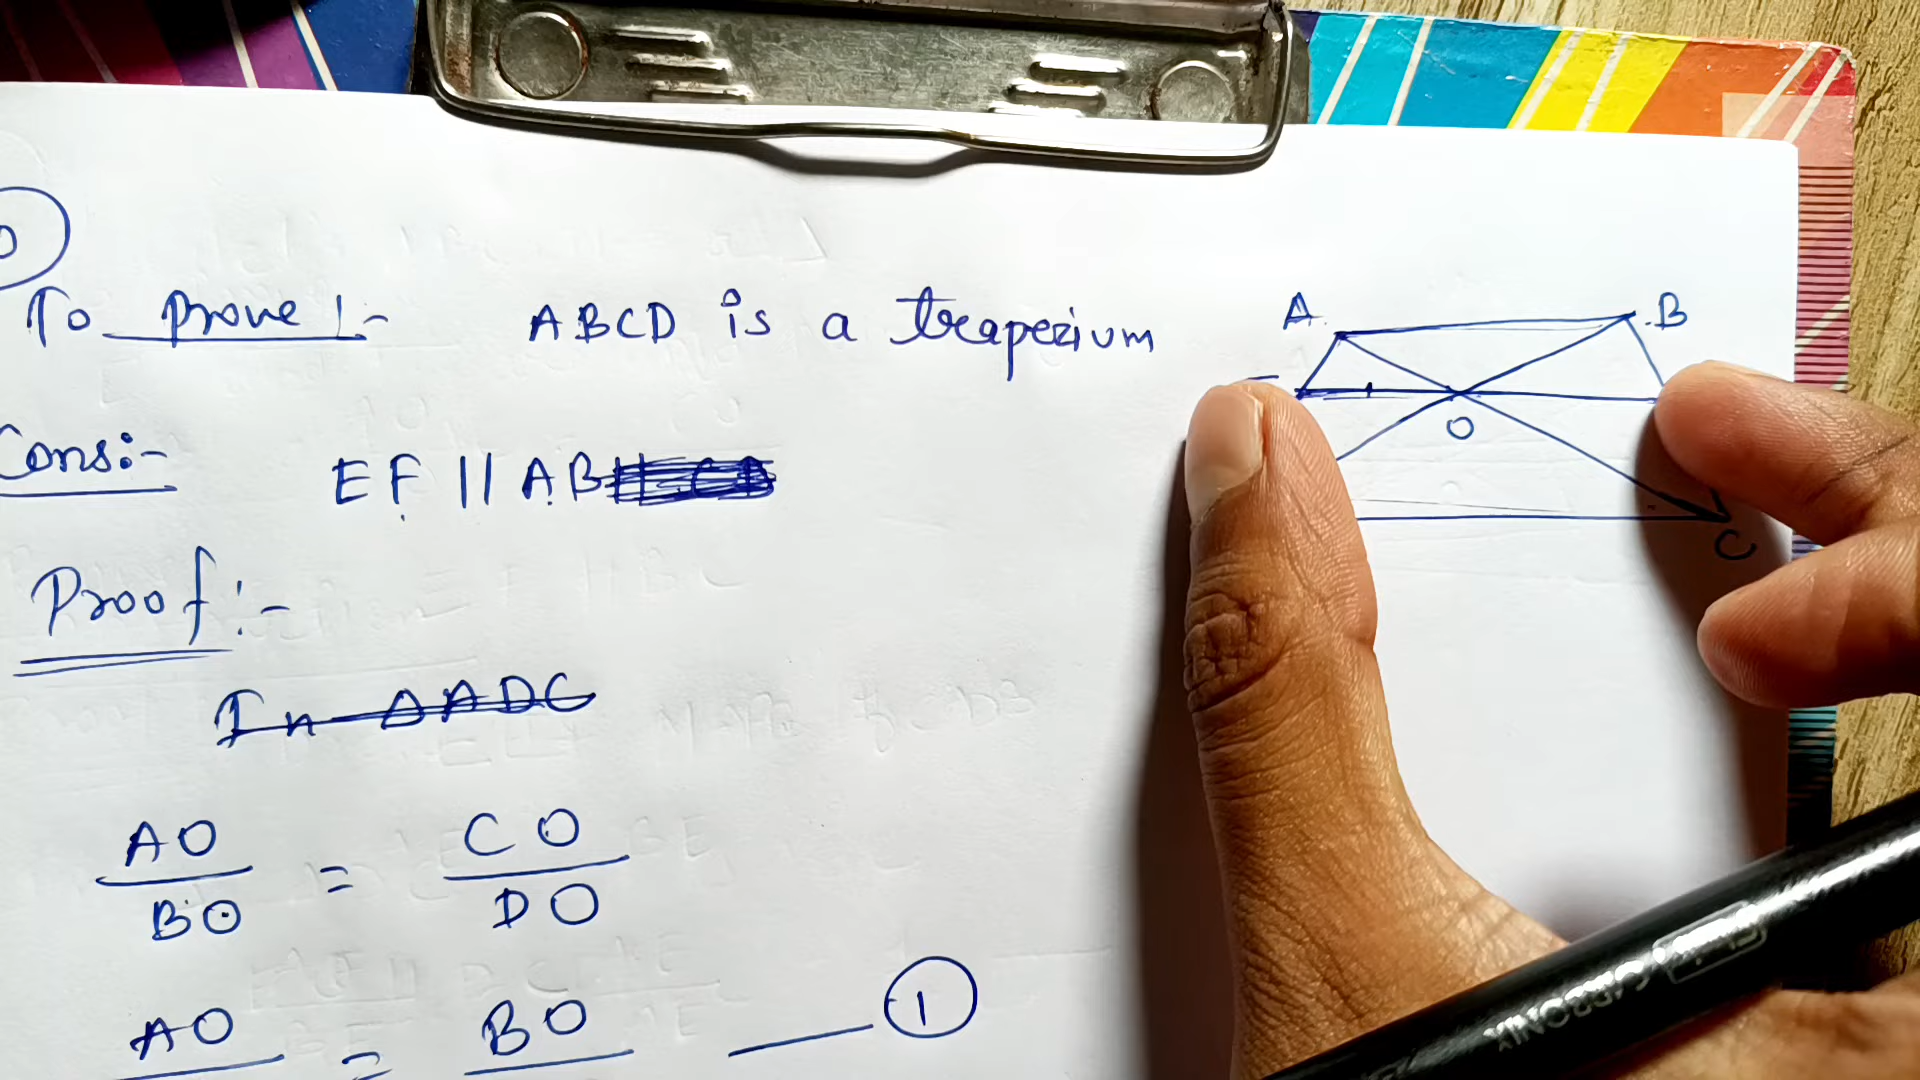 To prove :- ABCD is a trapezium
Cons:- EF || AB
Proof :-
In ΔADC
AO / BO = CO / DO
AO = BO — 1
A B
O
C